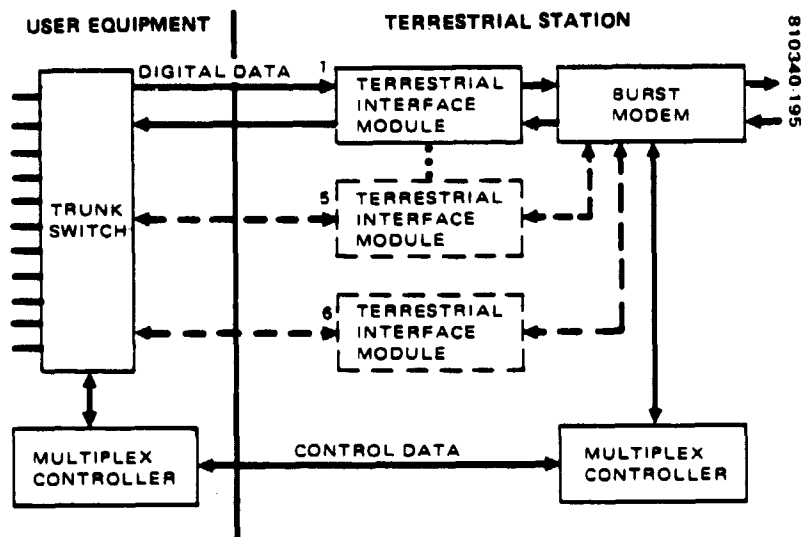 USER EQUIPMENT
TERRESTRIAL STATION
810340-195
DIGITAL DATA
1
TERRESTRIAL
INTERFACE
MODULE
BURST
MODEM
TRUNK
SWITCH
5
TERRESTRIAL
INTERFACE
MODULE
6
TERRESTRIAL
INTERFACE
MODULE
MULTIPLEX
CONTROLLER
CONTROL DATA
MULTIPLEX
CONTROLLER